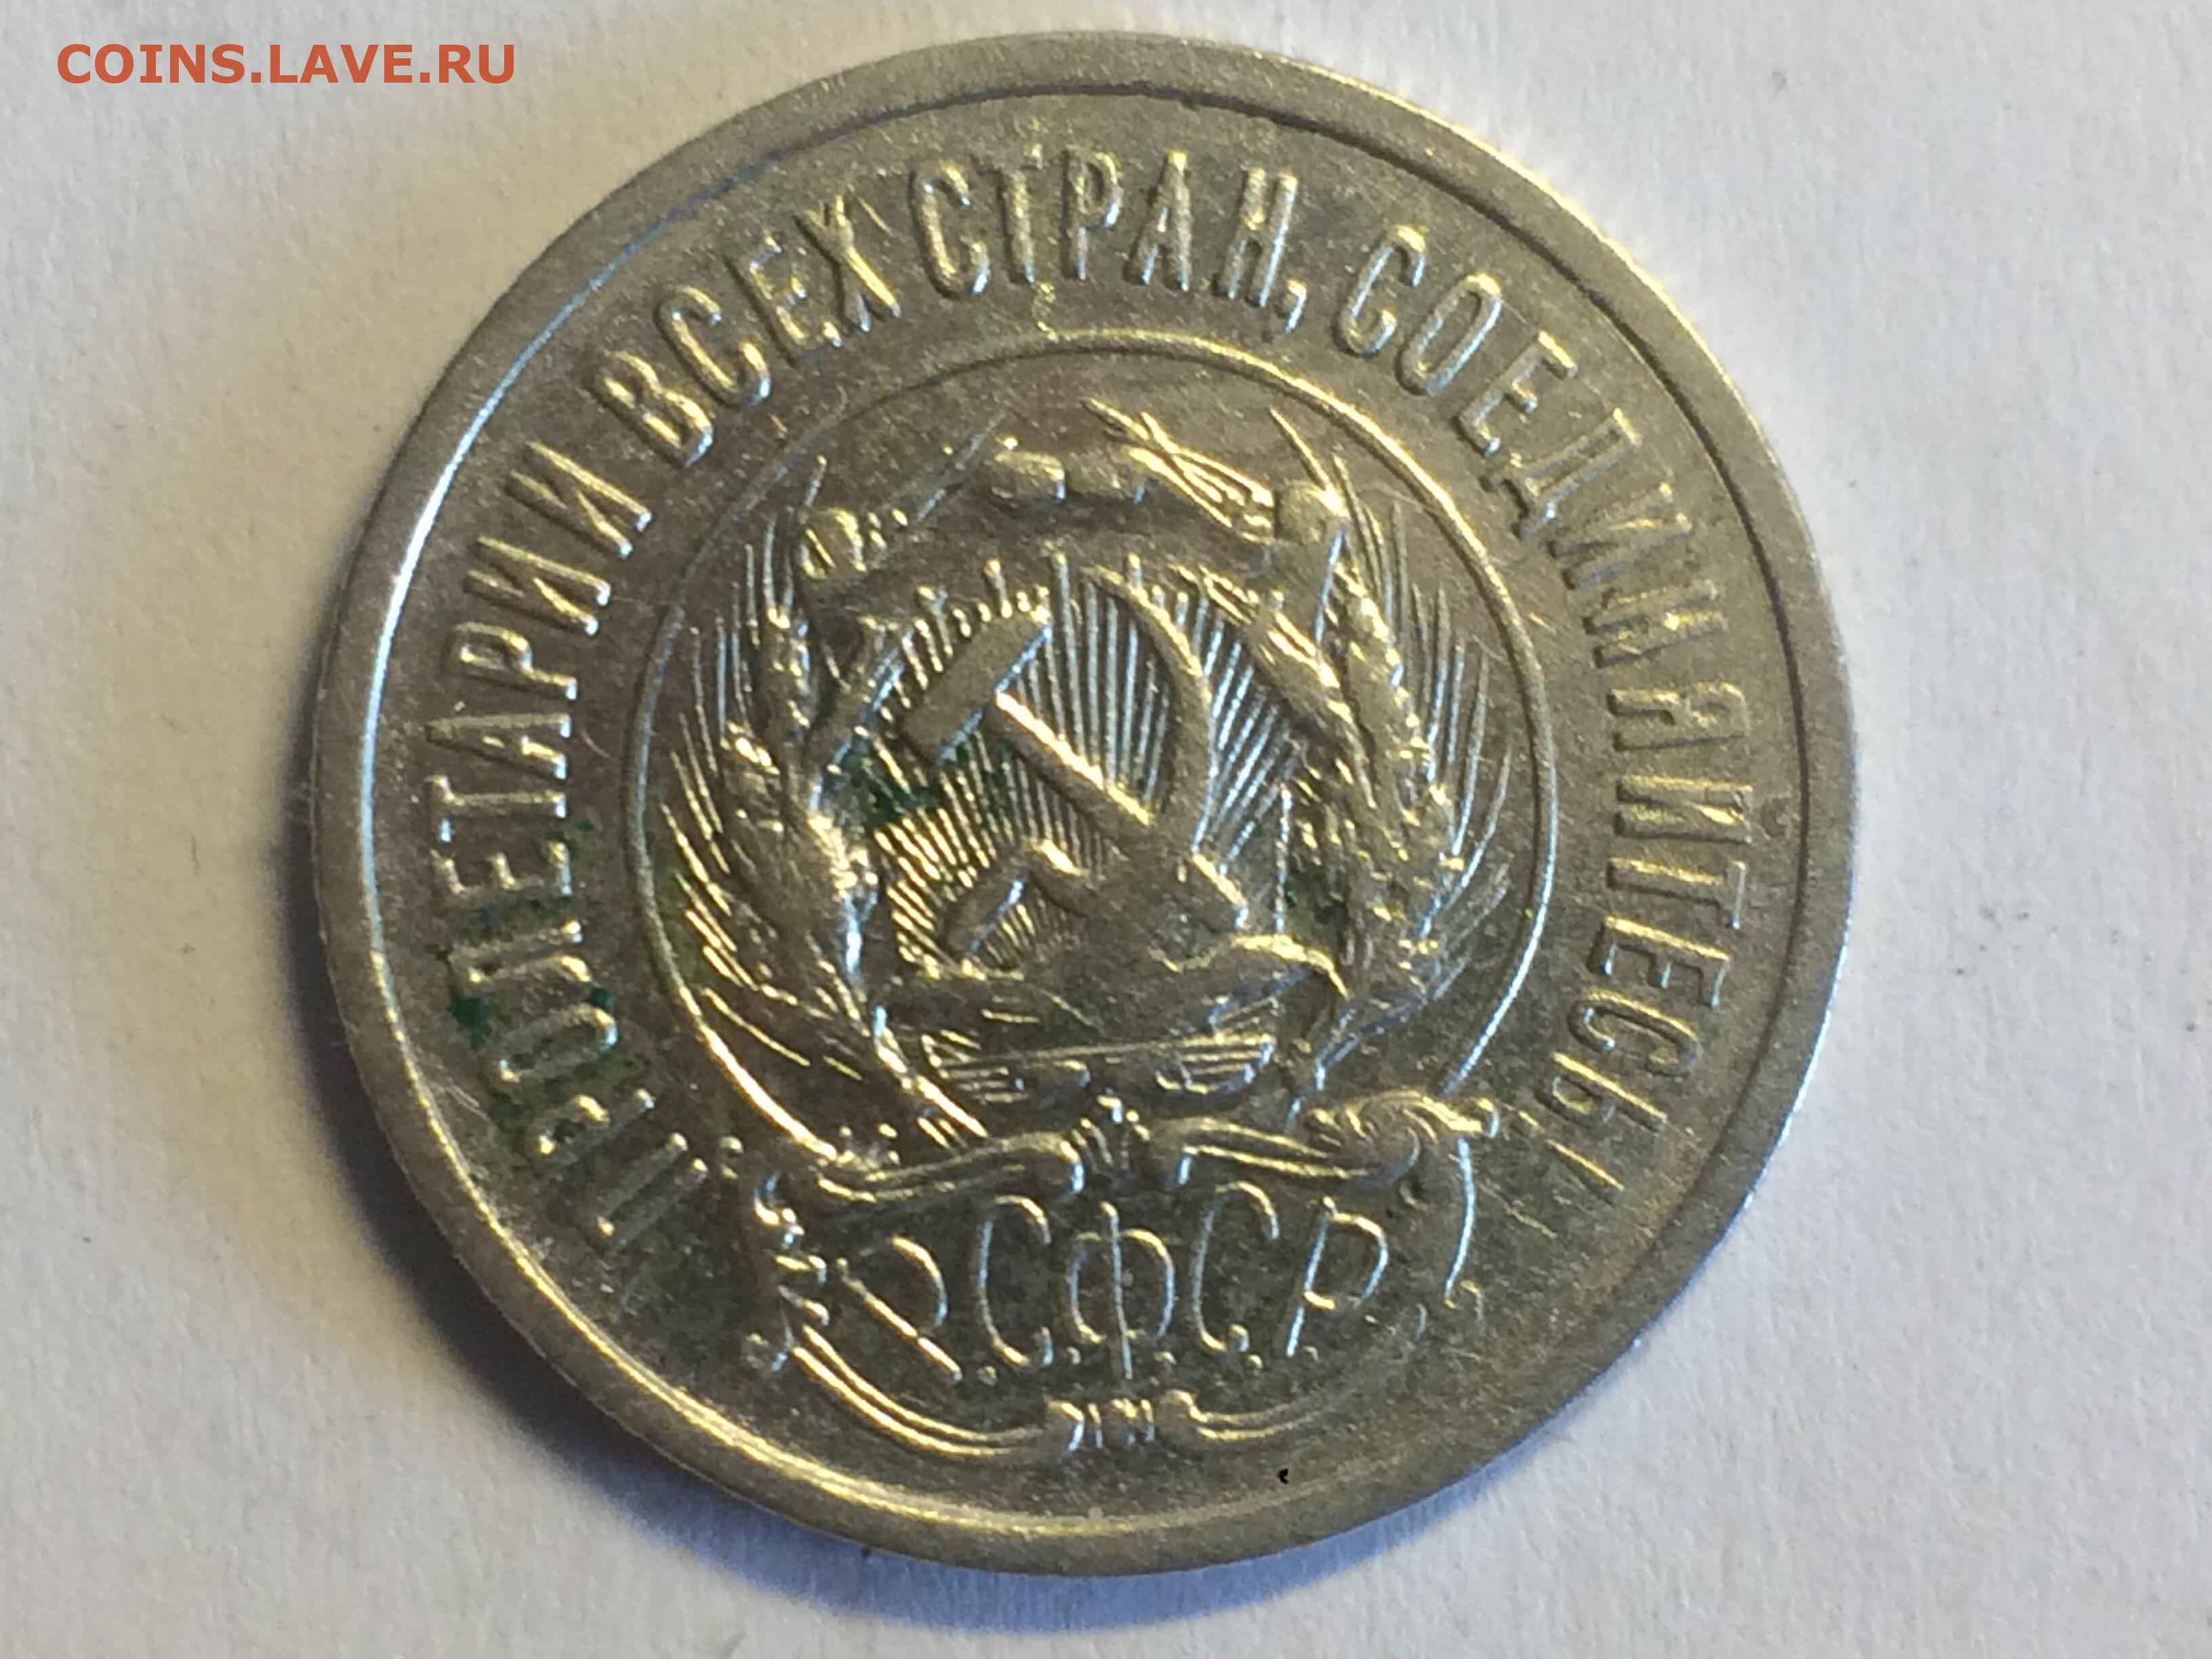 COINS.LAVE.RU
ПРОЛЕТАРИИ ВСЕХ СТРАН, СОЕДИНЯЙТЕСЬ!
Р.С.Ф.С.Р.